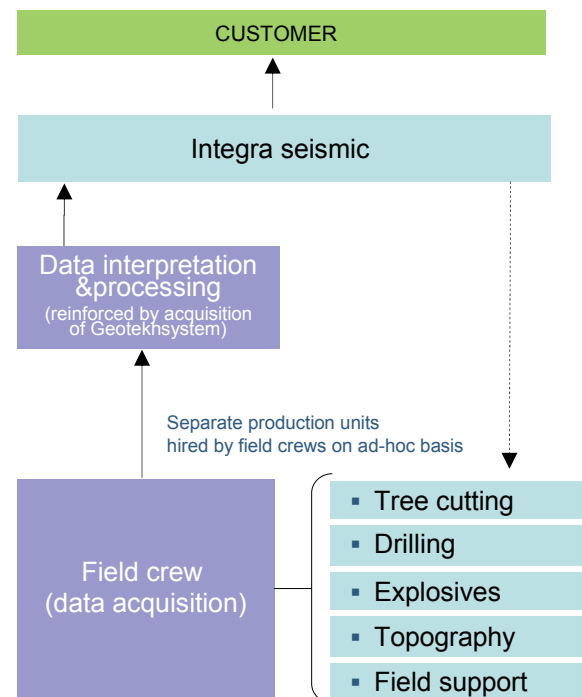 CUSTOMER
Integra seismic
Data interpretation
&processing
(reinforced by acquisition
of Geotekhsystem)
Separate production units
hired by field crews on ad-hoc basis
Field crew
(data acquisition)
▪ Tree cutting
▪ Drilling
▪ Explosives
▪ Topography
▪ Field support